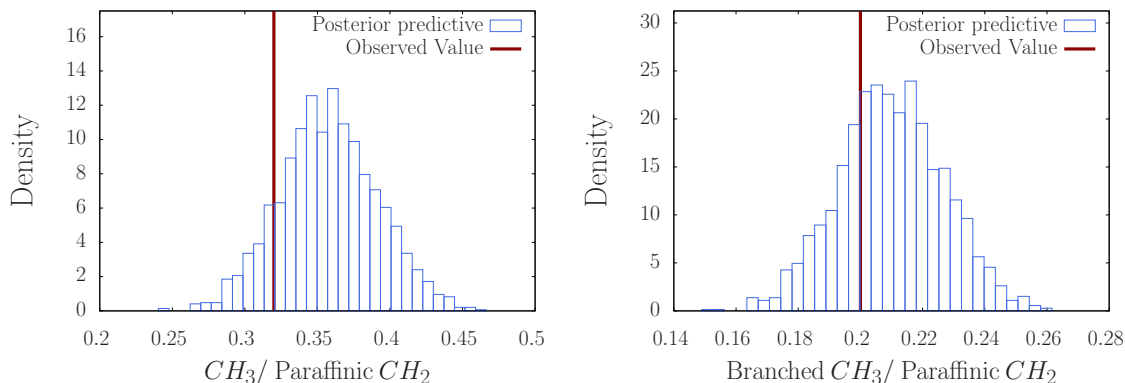 Posterior predictive
Observed Value
Density
16
14
12
10
8
6
4
2
0
0.2 0.25 0.3 0.35 0.4 0.45 0.5
CH₃/ Paraffinic CH₂
Posterior predictive
Observed Value
Density
30
25
20
15
10
5
0
0.14 0.16 0.18 0.2 0.22 0.24 0.26 0.28
Branched CH₃/ Paraffinic CH₂